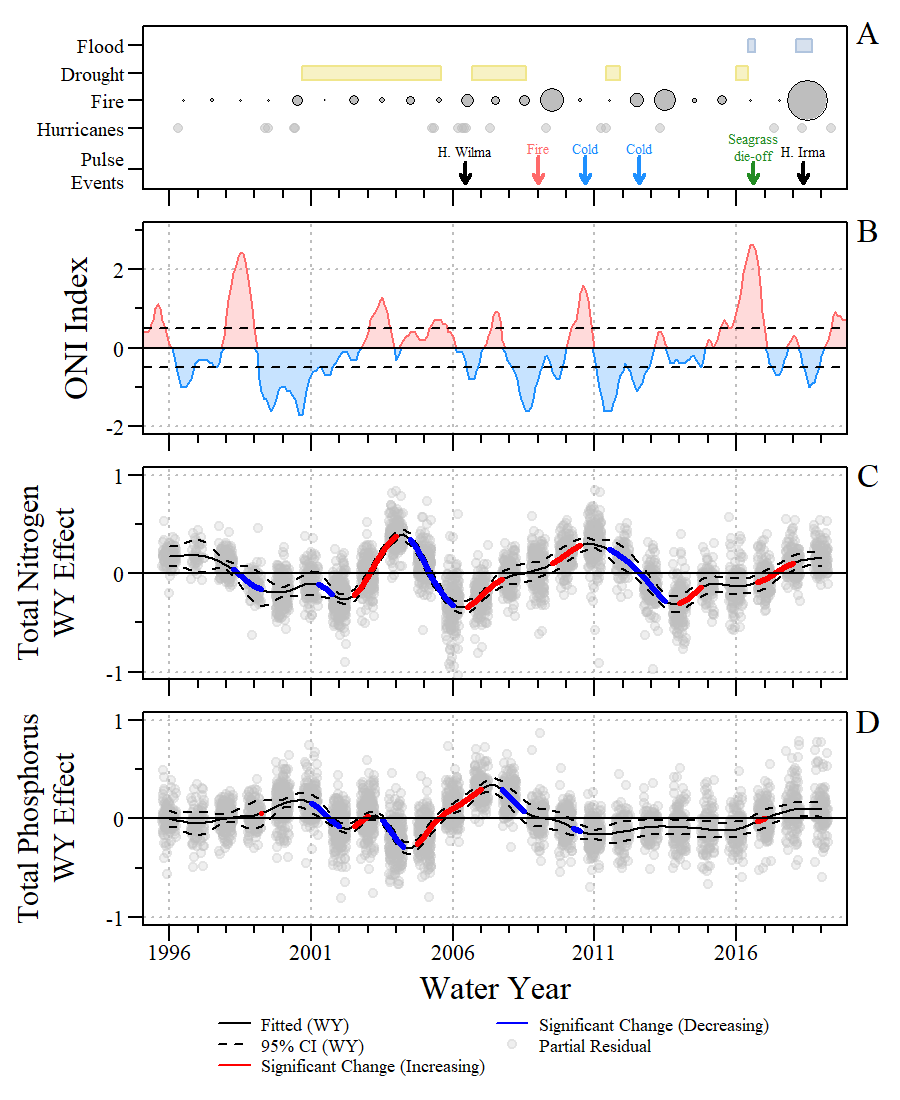 A
Flood
Drought
Fire
Hurricanes
Pulse
Events
H. Wilma
Fire
Cold
Cold
Seagrass
die-off
H. Irma
B
ONI Index
2
0
-2
C
Total Nitrogen
WY Effect
1
0
-1
D
Total Phosphorus
WY Effect
1
0
-1
1996
2001
2006
2011
2016
Water Year
Fitted (WY)
95% CI (WY)
Significant Change (Increasing)
Significant Change (Decreasing)
Partial Residual